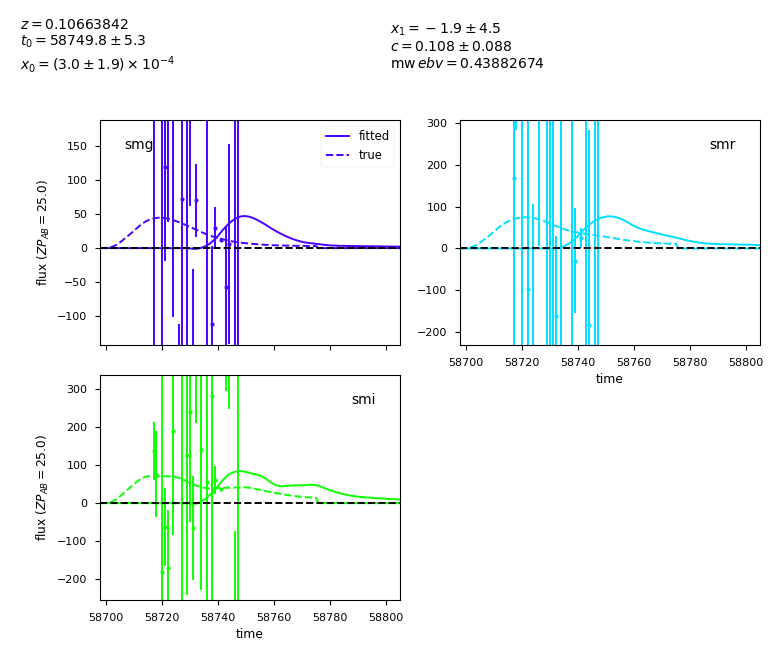 z = 0.10663842
t₀ = 58749.8 ± 5.3
x₀ = (3.0 ± 1.9) × 10⁻⁴
x₁ = −1.9 ± 4.5
c = 0.108 ± 0.088
mw ebv = 0.43882674
smg
fitted
true
150
100
50
0
−50
−100
flux (ZP_AB = 25.0)
smr
300
200
100
0
−100
−200
58700 58720 58740 58760 58780 58800
time
smi
300
200
100
0
−100
−200
flux (ZP_AB = 25.0)
58700 58720 58740 58760 58780 58800
time